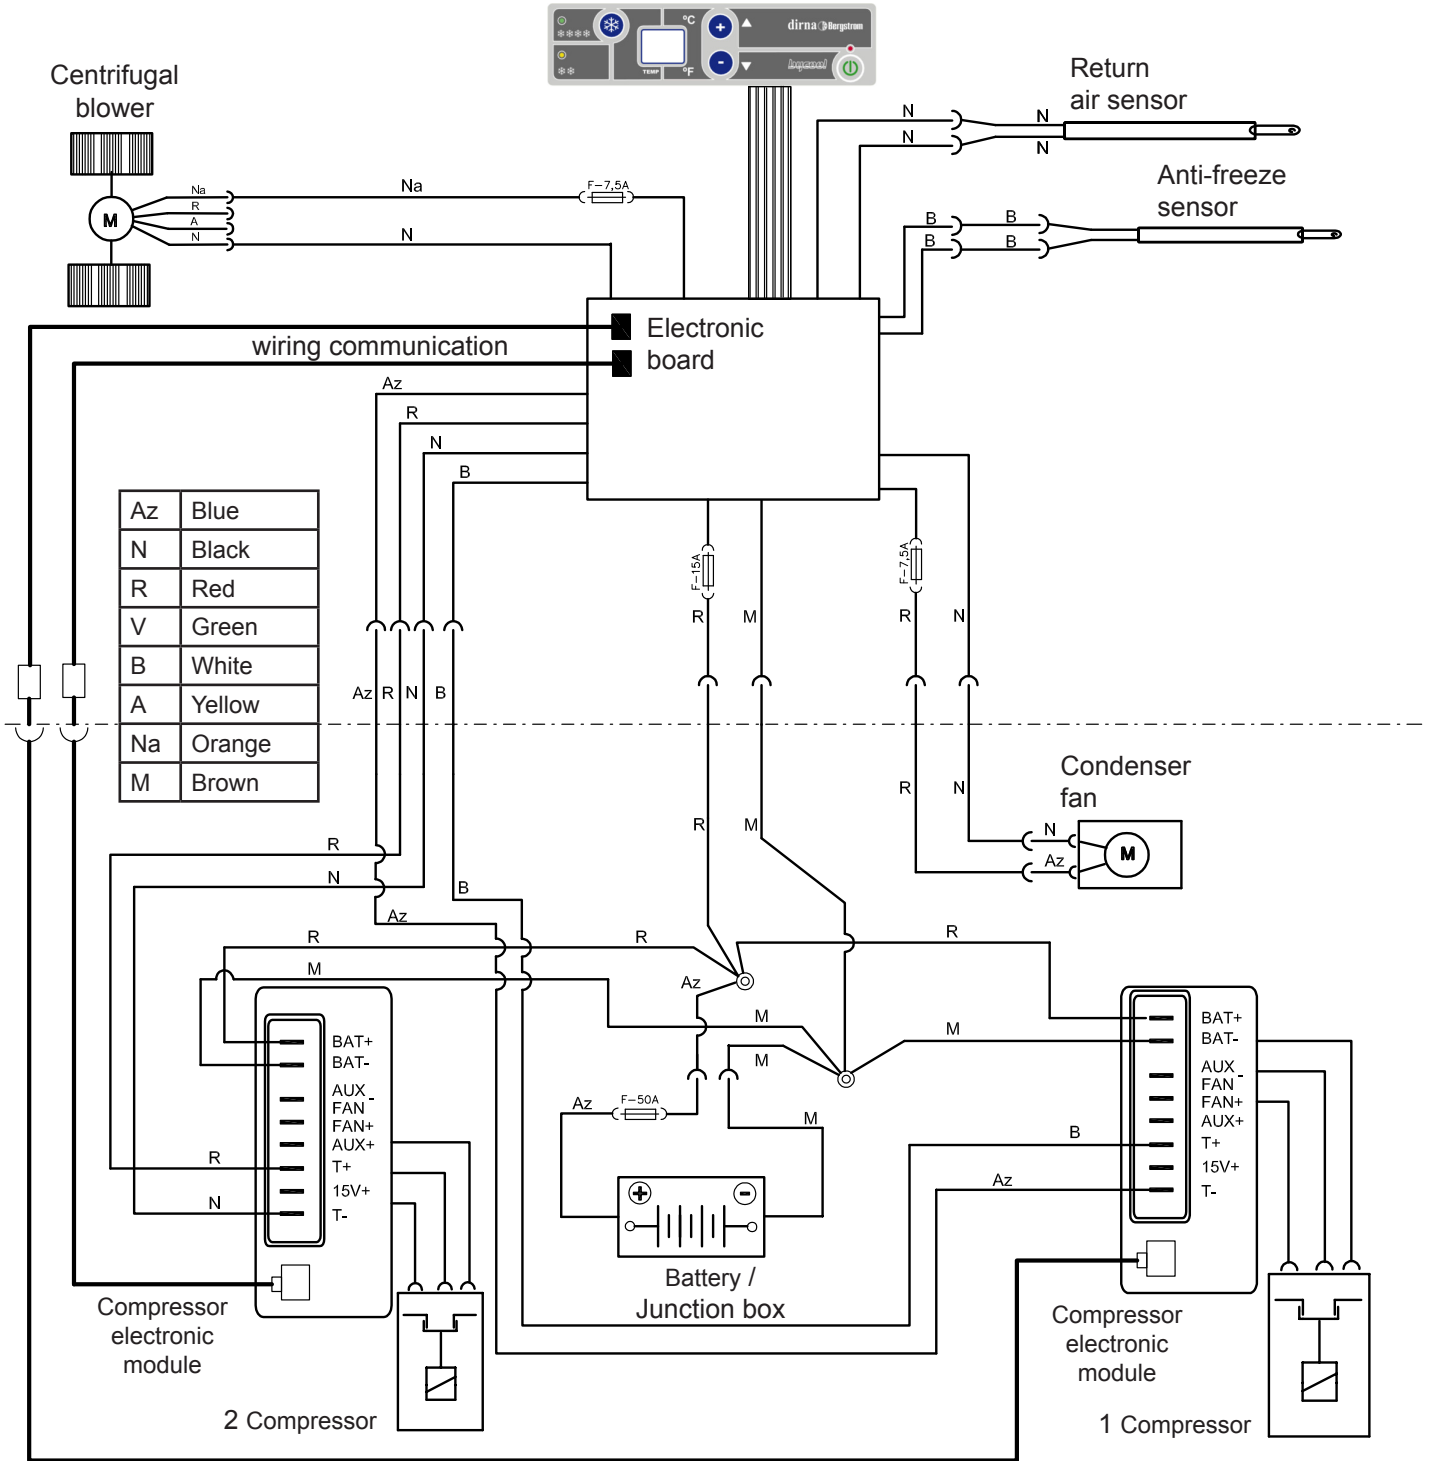 °C
°F
TEMP
+
-
dirna Bergstrom
bycool
Centrifugal
blower
Return
air sensor
N
N
N
N
Anti-freeze
sensor
B
B
B
B
M
Na
R
A
N
Na
F-7,5A
N
Electronic
board
wiring communication
Az
R
N
B
Az Blue
N Black
R Red
V Green
B White
A Yellow
Na Orange
M Brown
F-15A
F-7,5A
R
M
R
N
Az
R
N
B
Condenser
fan
R
N
R
M
N
Az
M
R
N
B
Az
R
R
R
M
Az
M
M
M
BAT+
BAT-
AUX
FAN -
FAN+
AUX+
T+
15V+
T-
R
N
Az
F-50A
M
+
-
Battery /
Junction box
B
Az
BAT+
BAT-
AUX
FAN -
FAN+
AUX+
T+
15V+
T-
Compressor
electronic
module
2 Compressor
Compressor
electronic
module
1 Compressor